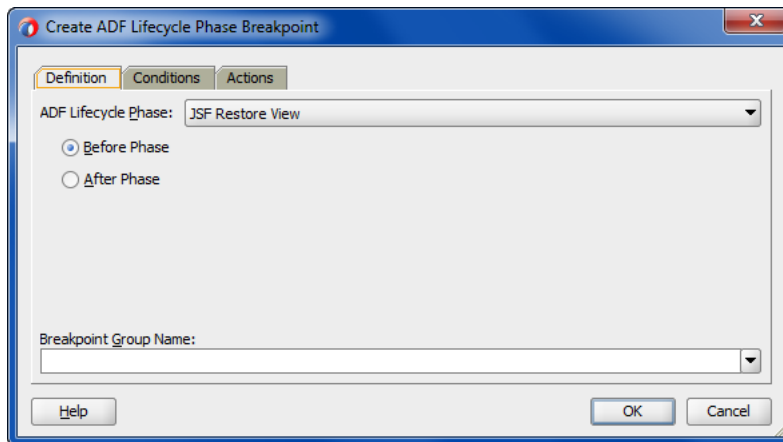 Create ADF Lifecycle Phase Breakpoint
Definition Conditions Actions
ADF Lifecycle Phase: JSF Restore View
Before Phase
After Phase
Breakpoint Group Name:
Help OK Cancel